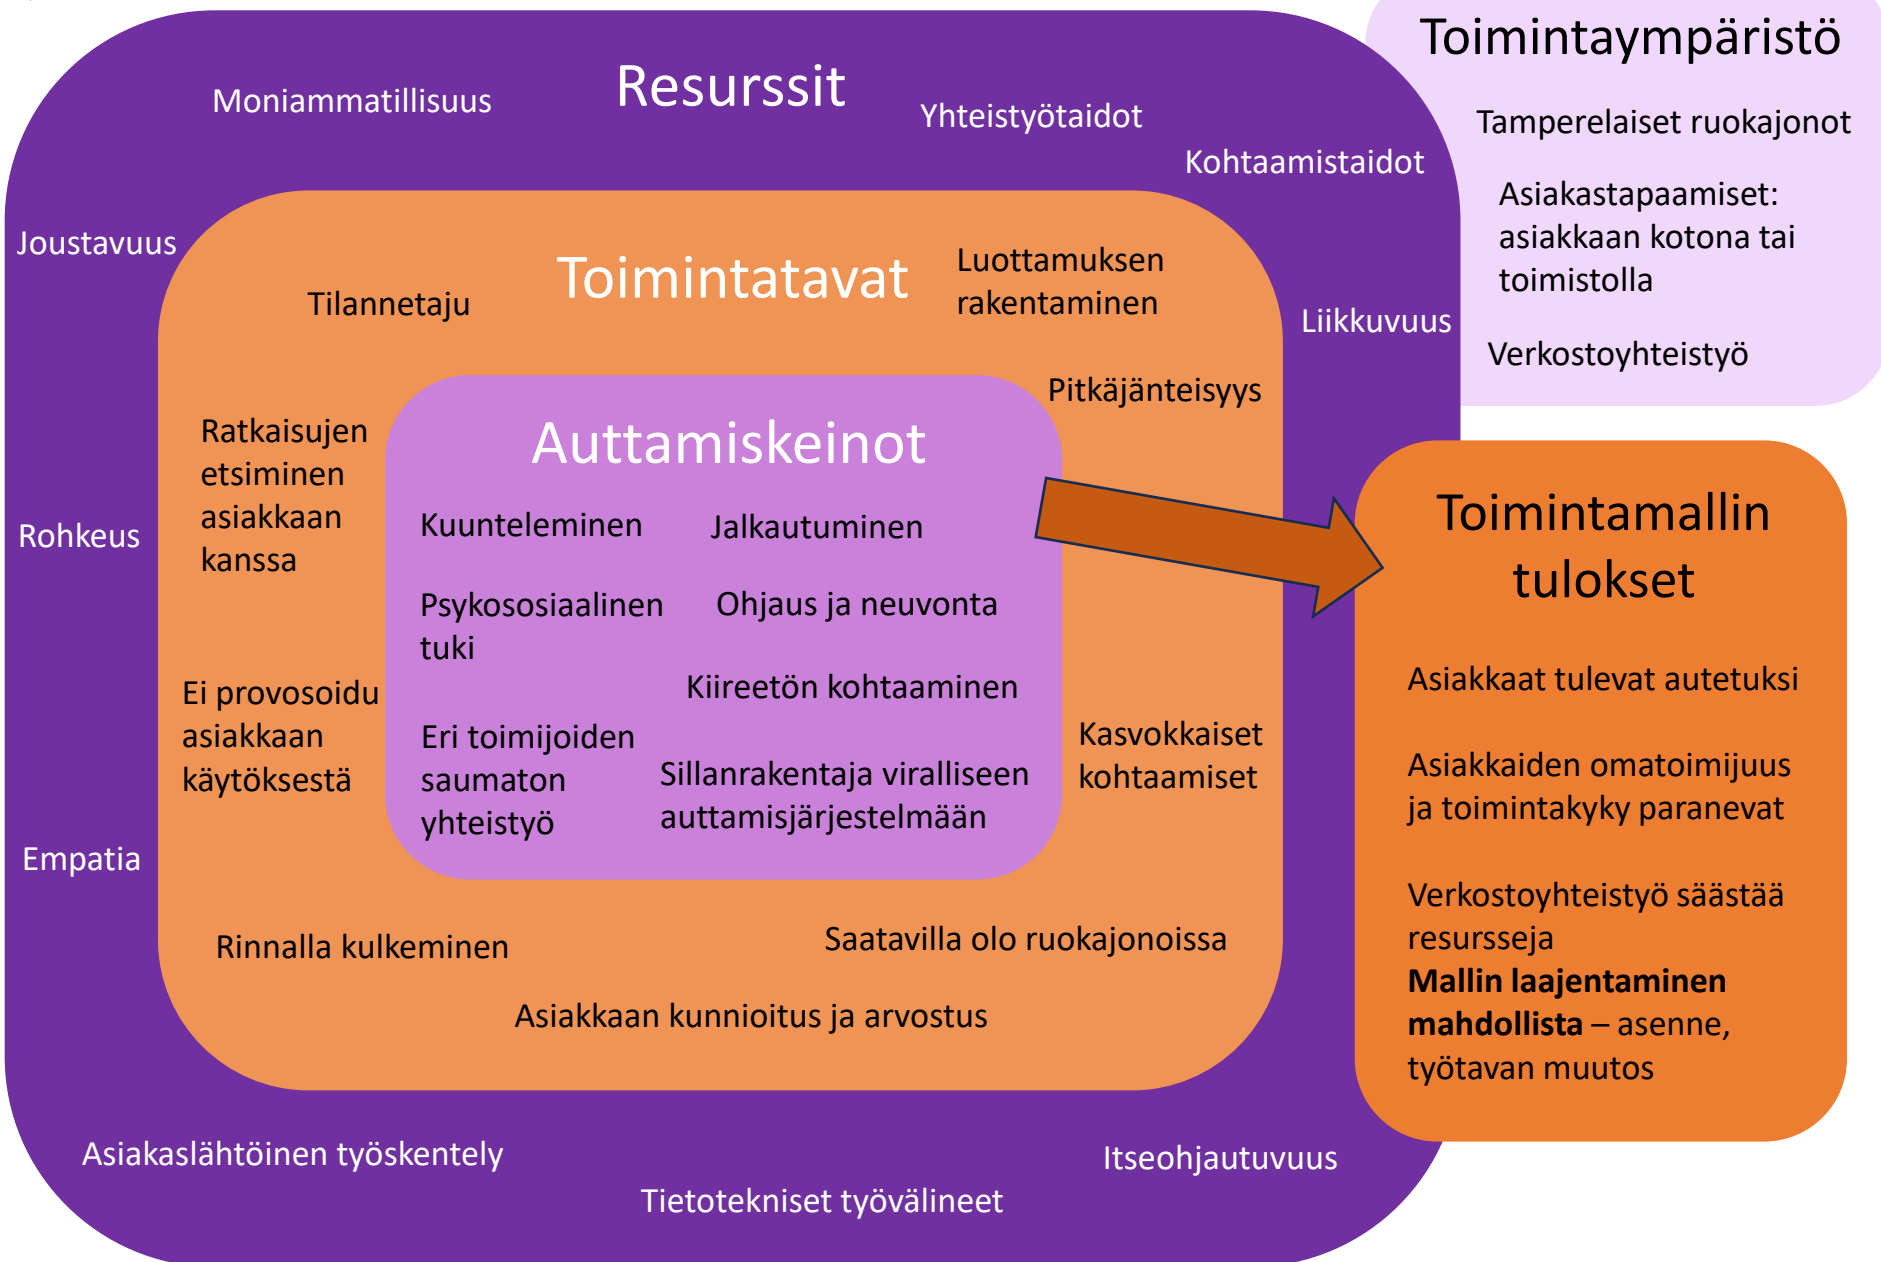 Resurssit
Moniammatillisuus
Yhteistyötaidot
Kohtaamistaidot
Joustavuus
Liikkuvuus
Rohkeus
Empatia
Asiakaslähtöinen työskentely
Tietotekniset työvälineet
Itseohjautuvuus
Toimintatavat
Tilannetaju
Luottamuksen
rakentaminen
Pitkäjänteisyys
Ratkaisujen
etsiminen
asiakkaan
kanssa
Ei provosoidu
asiakkaan
käytöksestä
Kasvokkaiset
kohtaamiset
Rinnalla kulkeminen
Saatavilla olo ruokajonoissa
Asiakkaan kunnioitus ja arvostus
Auttamiskeinot
Kuunteleminen
Jalkautuminen
Psykososiaalinen
tuki
Ohjaus ja neuvonta
Kiireetön kohtaaminen
Eri toimijoiden
saumaton
yhteistyö
Sillanrakentaja viralliseen
auttamisjärjestelmään
Toimintaympäristö
Tamperelaiset ruokajonot
Asiakastapaamiset:
asiakkaan kotona tai
toimistolla
Verkostoyhteistyö
Toimintamallin
tulokset
Asiakkaat tulevat autetuksi
Asiakkaiden omatoimijuus
ja toimintakyky paranevat
Verkostoyhteistyö säästää
resursseja
Mallin laajentaminen
mahdollista – asenne,
työtavan muutos